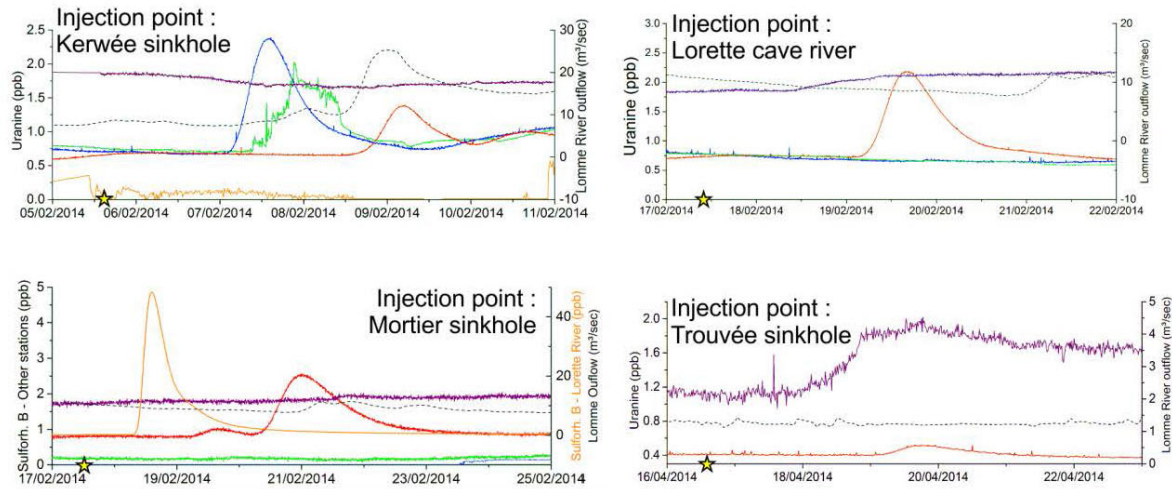 Injection point :
Kerwée sinkhole
Uranine (ppb)
2.5
2.0
1.5
1.0
0.5
0.0
30
20
10
0
-10
Lomme River outflow (m³/sec)
05/02/2014 06/02/2014 07/02/2014 08/02/2014 09/02/2014 10/02/2014 11/02/2014
Injection point :
Lorette cave river
Uranine (ppb)
3.0
2.5
2.0
1.5
1.0
0.5
0.0
20
10
0
-10
Lomme River outflow (m³/sec)
17/02/2014 18/02/2014 19/02/2014 20/02/2014 21/02/2014 22/02/2014
Injection point :
Mortier sinkhole
Sulforh. B - Other stations (ppb)
5
4
3
2
1
0
40
20
0
Sulforh. B - Lorette River (ppb)
Lomme Ouflow (m³/sec)
17/02/2014 19/02/2014 21/02/2014 23/02/2014 25/02/2014
Injection point :
Trouvée sinkhole
Uranine (ppb)
2.0
1.6
1.2
0.8
0.4
5
4
3
2
1
0
Lomme River outflow (m³/sec)
16/04/2014 18/04/2014 20/04/2014 22/04/2014